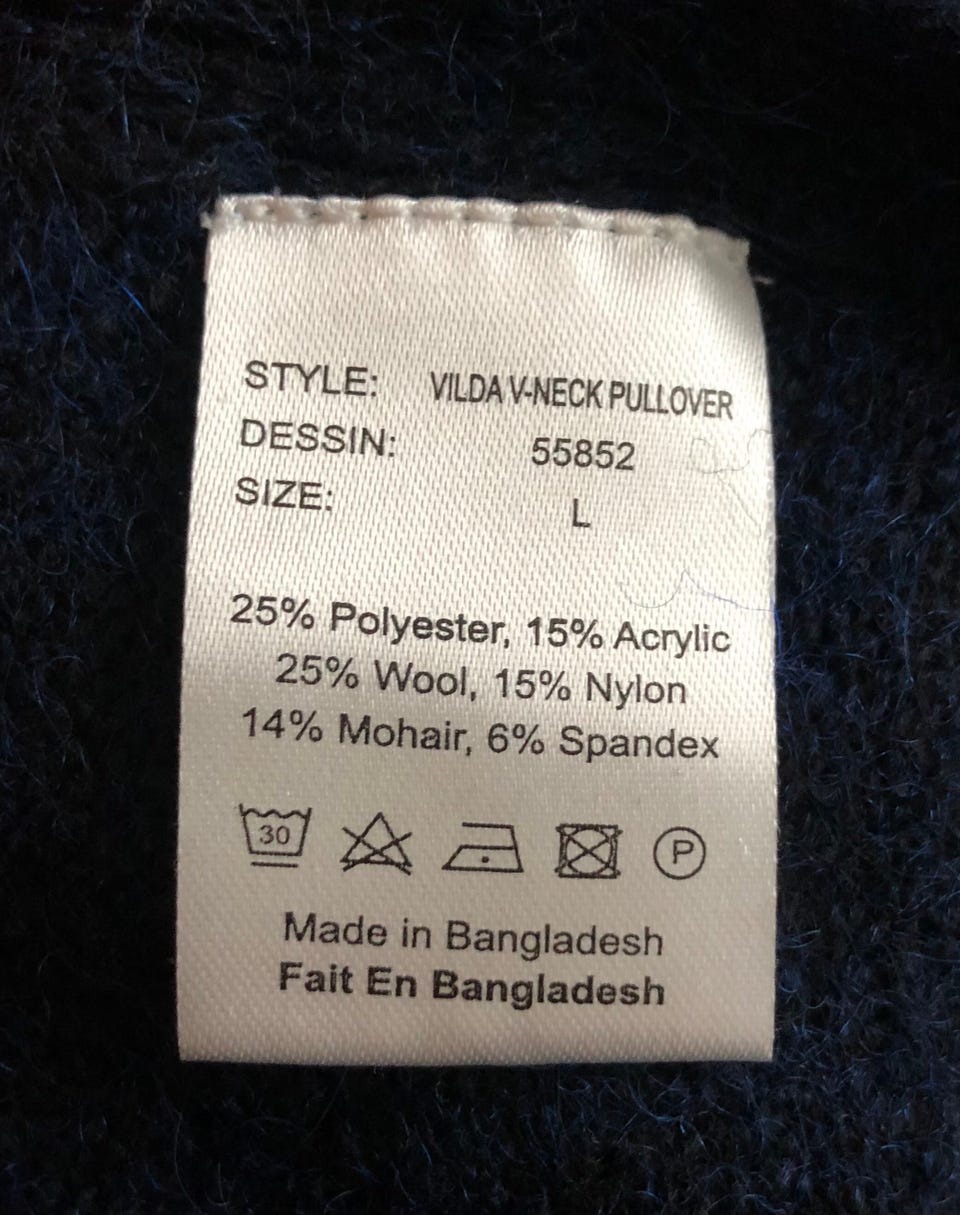 STYLE: VILDA V-NECK PULLOVER
DESSIN: 55852
SIZE: L
25% Polyester, 15% Acrylic
25% Wool, 15% Nylon
14% Mohair, 6% Spandex
30 P
Made in Bangladesh
Fait En Bangladesh